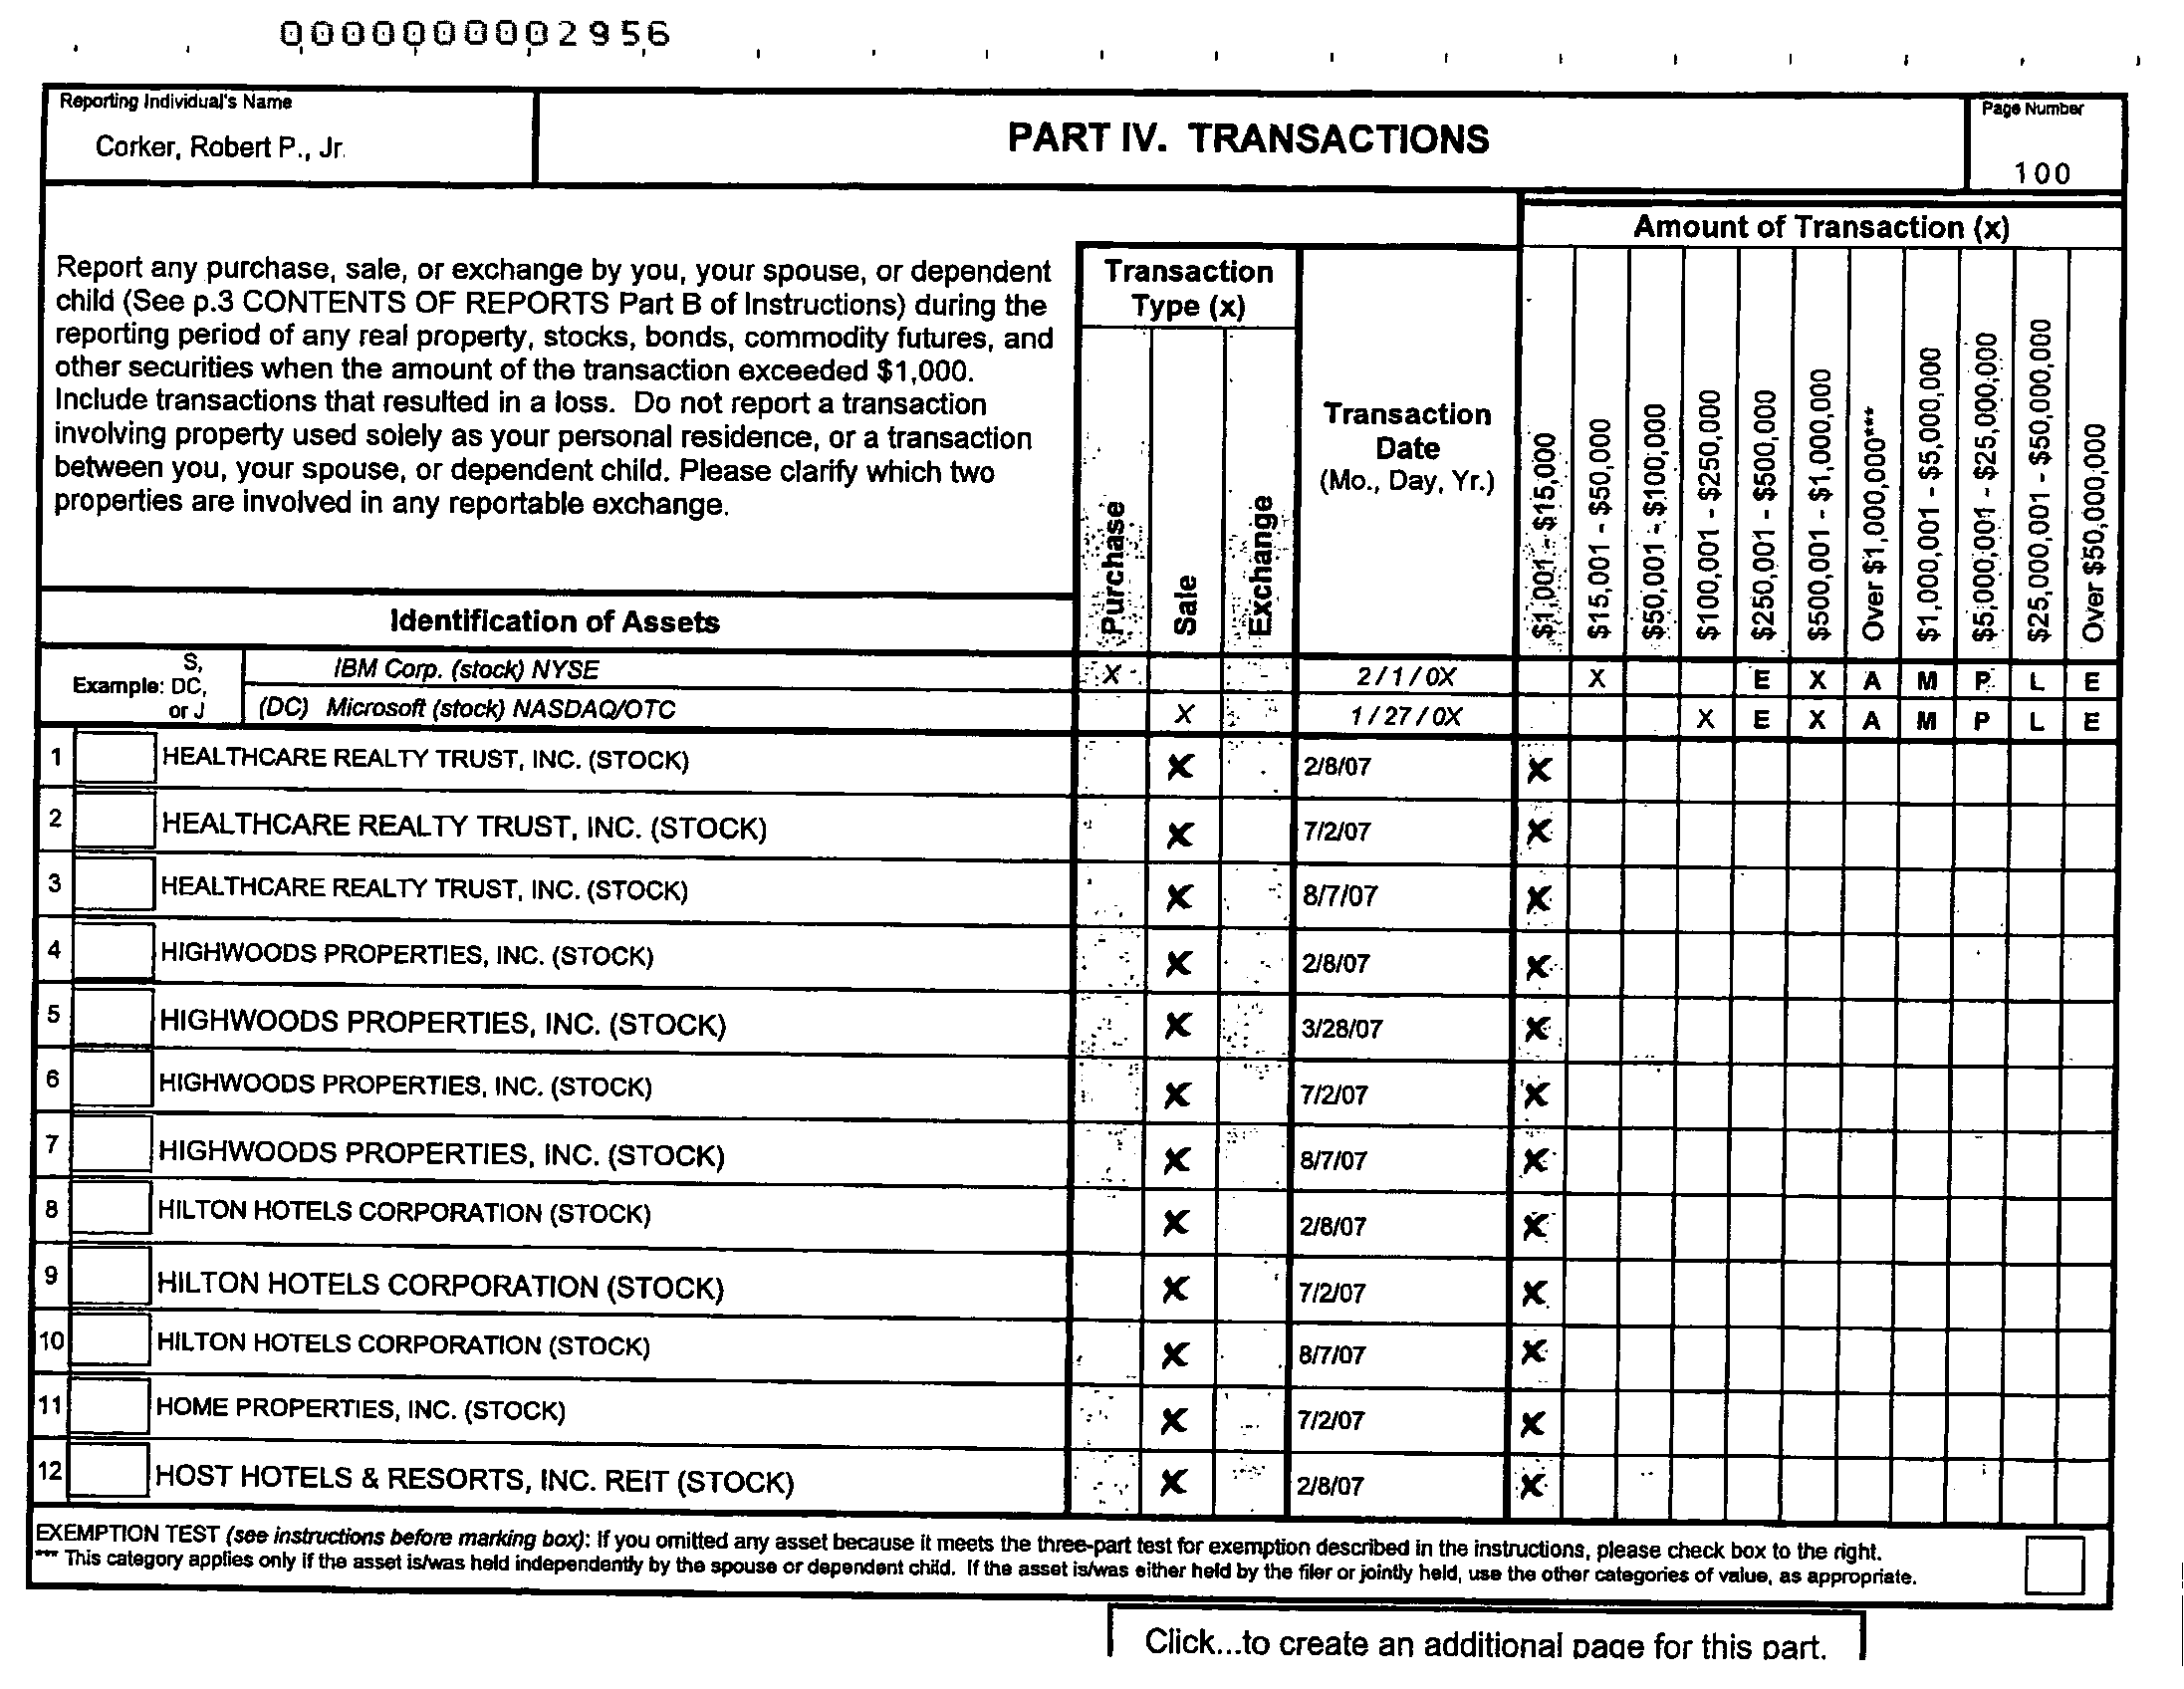 0000000002956
Reporting Individual's Name
Corker, Robert P., Jr.
PART IV. TRANSACTIONS
Page Number
100
Amount of Transaction (x)
Report any purchase, sale, or exchange by you, your spouse, or dependent
child (See p.3 CONTENTS OF REPORTS Part B of Instructions) during the
reporting period of any real property, stocks, bonds, commodity futures, and
other securities when the amount of the transaction exceeded $1,000.
Include transactions that resulted in a loss. Do not report a transaction
involving property used solely as your personal residence, or a transaction
between you, your spouse, or dependent child. Please clarify which two
properties are involved in any reportable exchange.
Transaction
Type (x)
Purchase
Sale
Exchange
Transaction
Date
(Mo., Day, Yr.)
$1,001 - $15,000
$15,001 - $50,000
$50,001 - $100,000
$100,001 - $250,000
$250,001 - $500,000
$500,001 - $1,000,000
Over $1,000,000***
$1,000,001 - $5,000,000
$5,000,001 - $25,000,000
$25,000,001 - $50,000,000
Over $50,000,000
Identification of Assets
Example: S, DC, or J
IBM Corp. (stock) NYSE X 2/1/0X X E X A M P L E
(DC) Microsoft (stock) NASDAQ/OTC X 1/27/0X X E X A M P L E
1 HEALTHCARE REALTY TRUST, INC. (STOCK) X 2/8/07 X
2 HEALTHCARE REALTY TRUST, INC. (STOCK) X 7/2/07 X
3 HEALTHCARE REALTY TRUST, INC. (STOCK) X 8/7/07 X
4 HIGHWOODS PROPERTIES, INC. (STOCK) X 2/8/07 X
5 HIGHWOODS PROPERTIES, INC. (STOCK) X 3/28/07 X
6 HIGHWOODS PROPERTIES, INC. (STOCK) X 7/2/07 X
7 HIGHWOODS PROPERTIES, INC. (STOCK) X 8/7/07 X
8 HILTON HOTELS CORPORATION (STOCK) X 2/8/07 X
9 HILTON HOTELS CORPORATION (STOCK) X 7/2/07 X
10 HILTON HOTELS CORPORATION (STOCK) X 8/7/07 X
11 HOME PROPERTIES, INC. (STOCK) X 7/2/07 X
12 HOST HOTELS & RESORTS, INC. REIT (STOCK) X 2/8/07 X
EXEMPTION TEST (see instructions before marking box): If you omitted any asset because it meets the three-part test for exemption described in the instructions, please check box to the right.
*** This category applies only if the asset is/was held independently by the spouse or dependent child. If the asset is/was either held by the filer or jointly held, use the other categories of value, as appropriate.
Click...to create an additional page for this part.